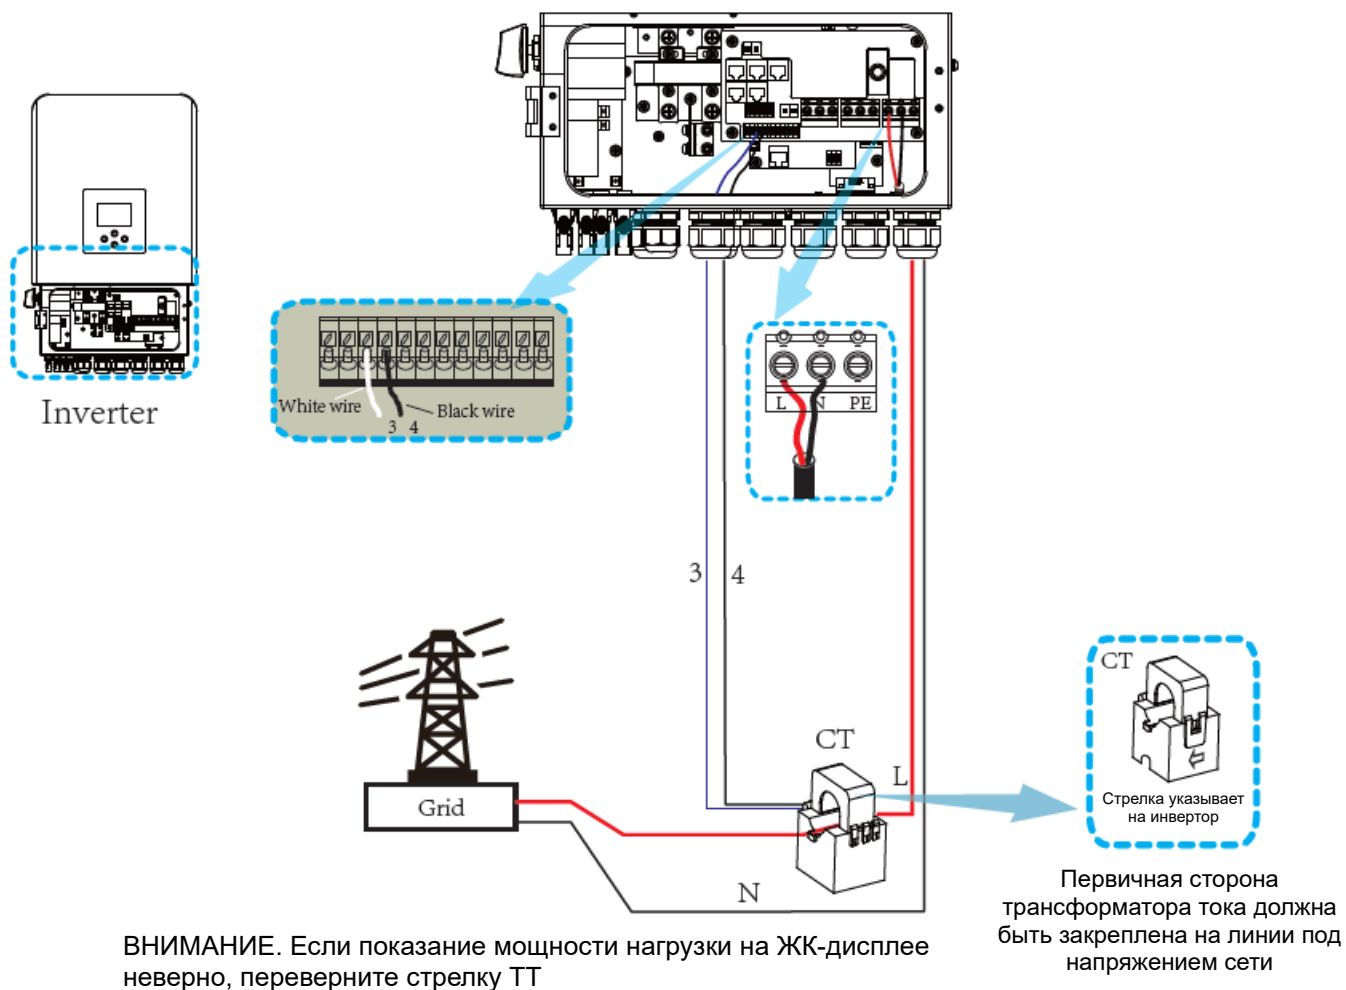 Inverter
White wire
Black wire
3 4
L N PE
3 4
CT
L
Grid
N
CT
Стрелка указывает
на инвертор
Первичная сторона
трансформатора тока должна
быть закреплена на линии под
напряжением сети
ВНИМАНИЕ. Если показание мощности нагрузки на ЖК-дисплее
неверно, переверните стрелку ТТ